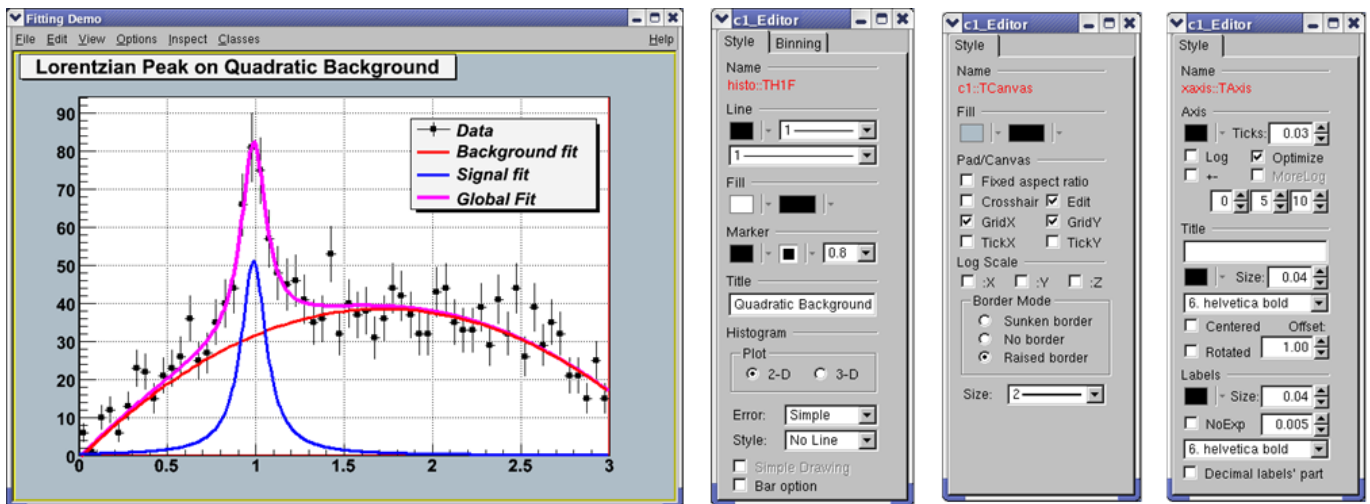 Fitting Demo
File Edit View Options Inspect Classes Help
Lorentzian Peak on Quadratic Background
Data
Background fit
Signal fit
Global Fit
90
80
70
60
50
40
30
20
10
0
0.5 1 1.5 2 2.5 3
c1_Editor
Style Binning
Name
histo::TH1F
Line
1
1
Fill
Marker
0.8
Title
Quadratic Background
Histogram
Plot
2-D 3-D
Error: Simple
Style: No Line
Simple Drawing
Bar option
c1_Editor
Style
Name
c1::TCanvas
Fill
Pad/Canvas
Fixed aspect ratio
Crosshair Edit
GridX GridY
TickX TickY
Log Scale
:X :Y :Z
Border Mode
Sunken border
No border
Raised border
Size: 2
c1_Editor
Style
Name
xaxis::TAxis
Axis
Ticks: 0.03
Log Optimize
+- MoreLog
0 5 10
Title
Size: 0.04
6. helvetica bold
Centered Offset:
Rotated 1.00
Labels
Size: 0.04
NoExp 0.005
6. helvetica bold
Decimal labels' part